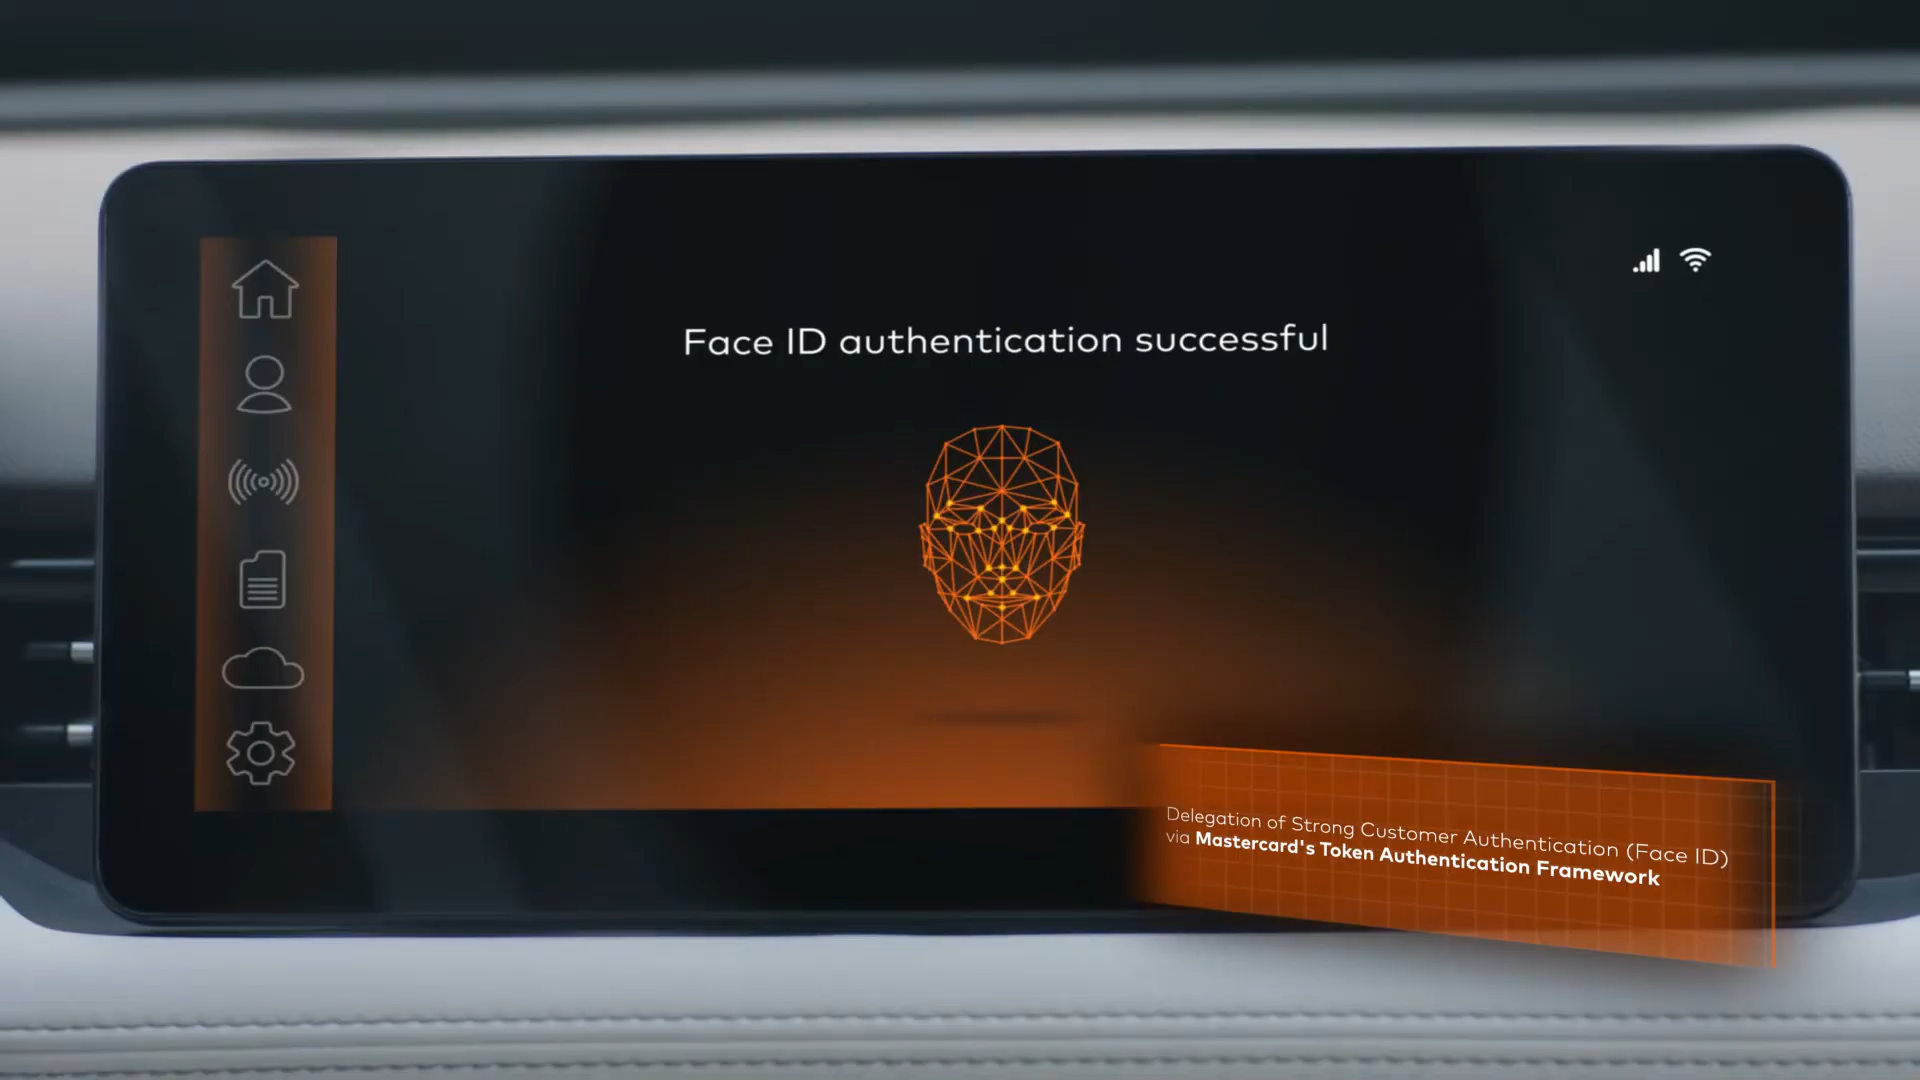 Face ID authentication successful
Delegation of Strong Customer Authentication (Face ID)
via Mastercard's Token Authentication Framework